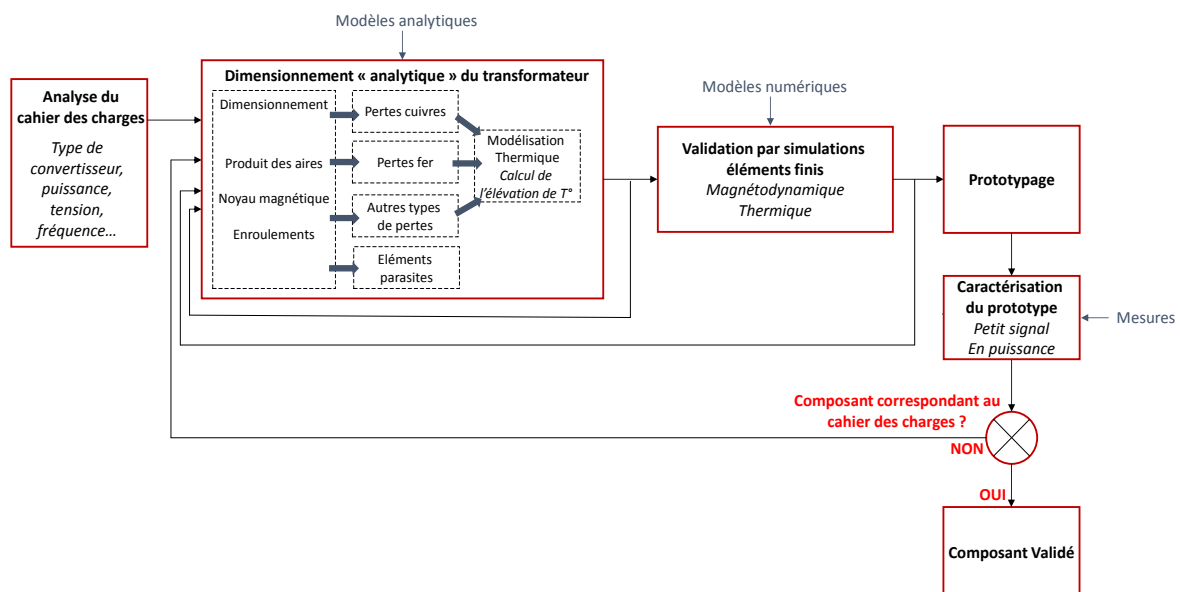 Modèles analytiques
Analyse du
cahier des charges
Type de
convertisseur,
puissance,
tension,
fréquence...
Dimensionnement « analytique » du transformateur
Dimensionnement
Produit des aires
Noyau magnétique
Enroulements
Pertes cuivres
Pertes fer
Autres types
de pertes
Eléments
parasites
Modélisation
Thermique
Calcul de
l'élévation de T°
Modèles numériques
Validation par simulations
éléments finis
Magnétodynamique
Thermique
Prototypage
Caractérisation
du prototype
Petit signal
En puissance
Mesures
Composant correspondant au
cahier des charges ?
NON
OUI
Composant Validé